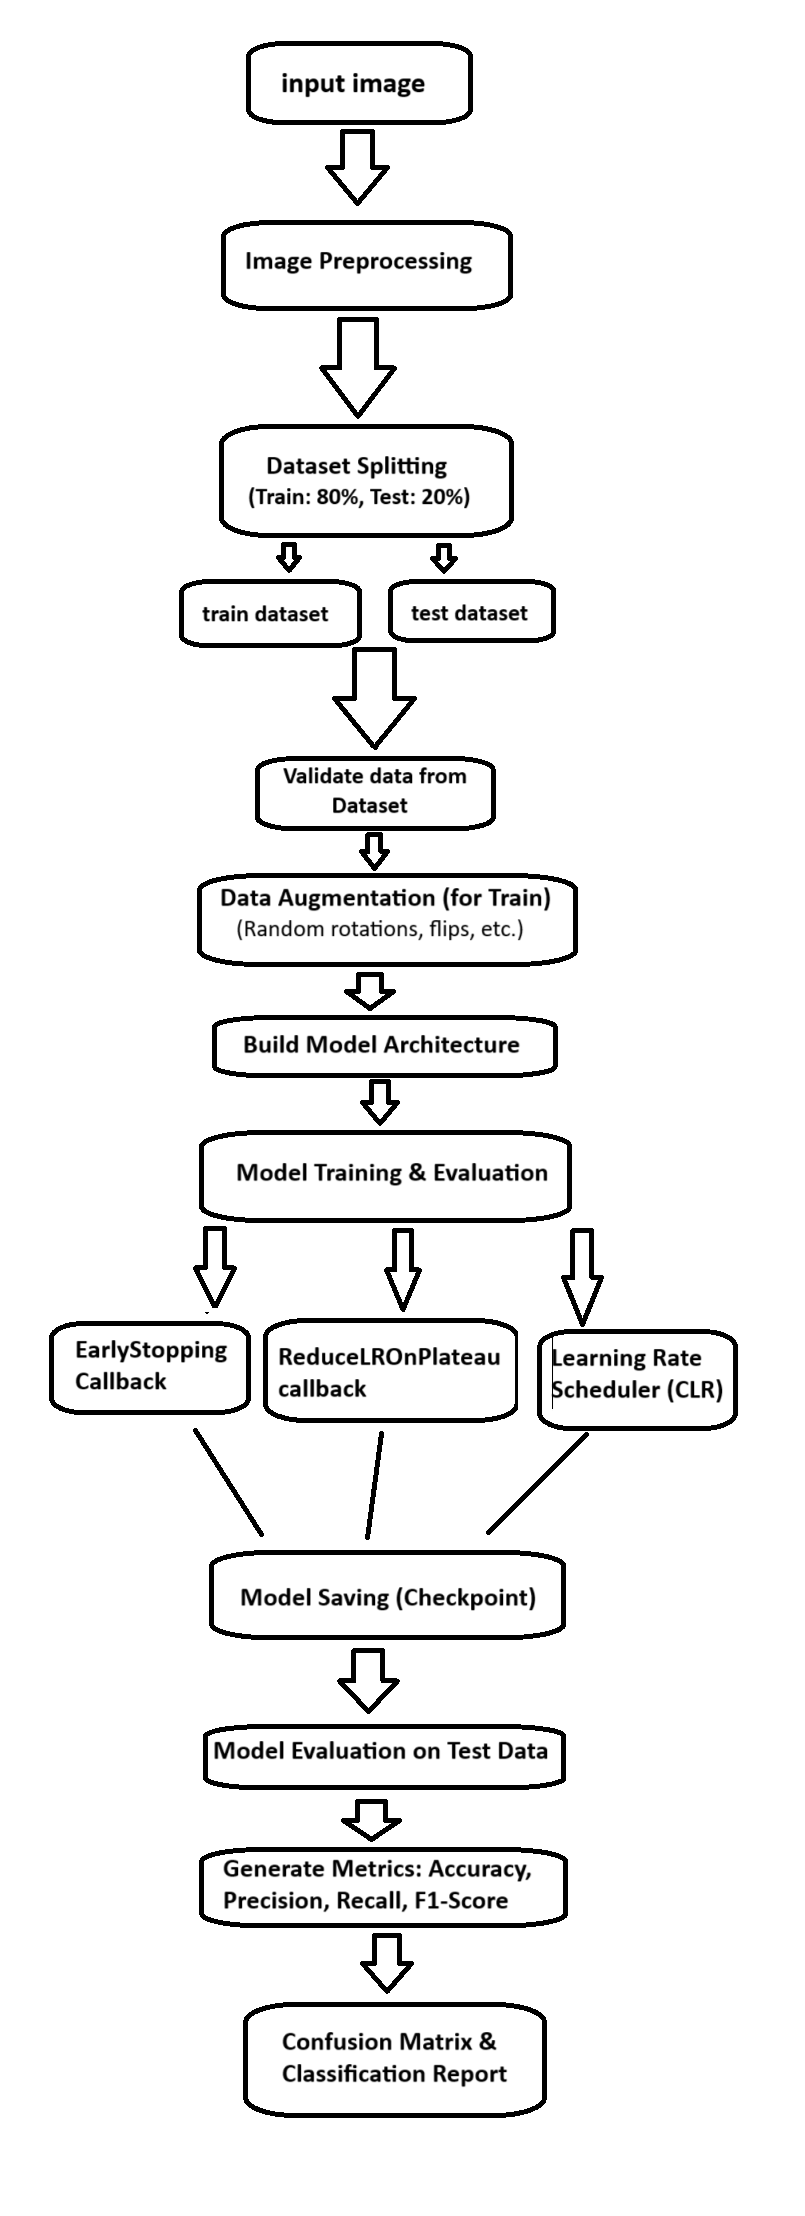 input image
Image Preprocessing
Dataset Splitting
(Train: 80%, Test: 20%)
train dataset
test dataset
Validate data from
Dataset
Data Augmentation (for Train)
(Random rotations, flips, etc.)
Build Model Architecture
Model Training & Evaluation
EarlyStopping
Callback
ReduceLROnPlateau
callback
Learning Rate
Scheduler (CLR)
Model Saving (Checkpoint)
Model Evaluation on Test Data
Generate Metrics: Accuracy,
Precision, Recall, F1-Score
Confusion Matrix &
Classification Report